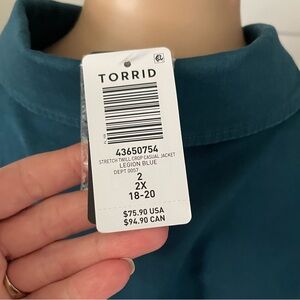 TORRID
43650754
STRETCH TWILL CROP CASUAL JACKET
LEGION BLUE
DEPT 0057
2
2X
18-20
$75.90 USA
$94.90 CAN